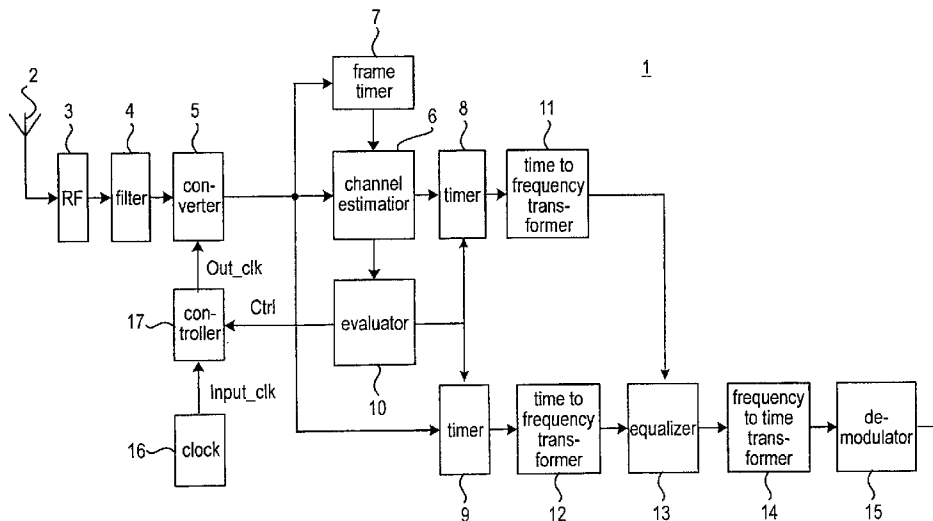 7
frame
timer
1
2
3
4
5
6
8
11
RF
filter
con-
verter
channel
estimatior
timer
time to
frequency
trans-
former
Out_clk
Ctrl
17
con-
troller
evaluator
10
Input_clk
16
clock
timer
time to
frequency
trans-
former
equalizer
frequency
to time
trans-
former
de-
modulator
9
12
13
14
15